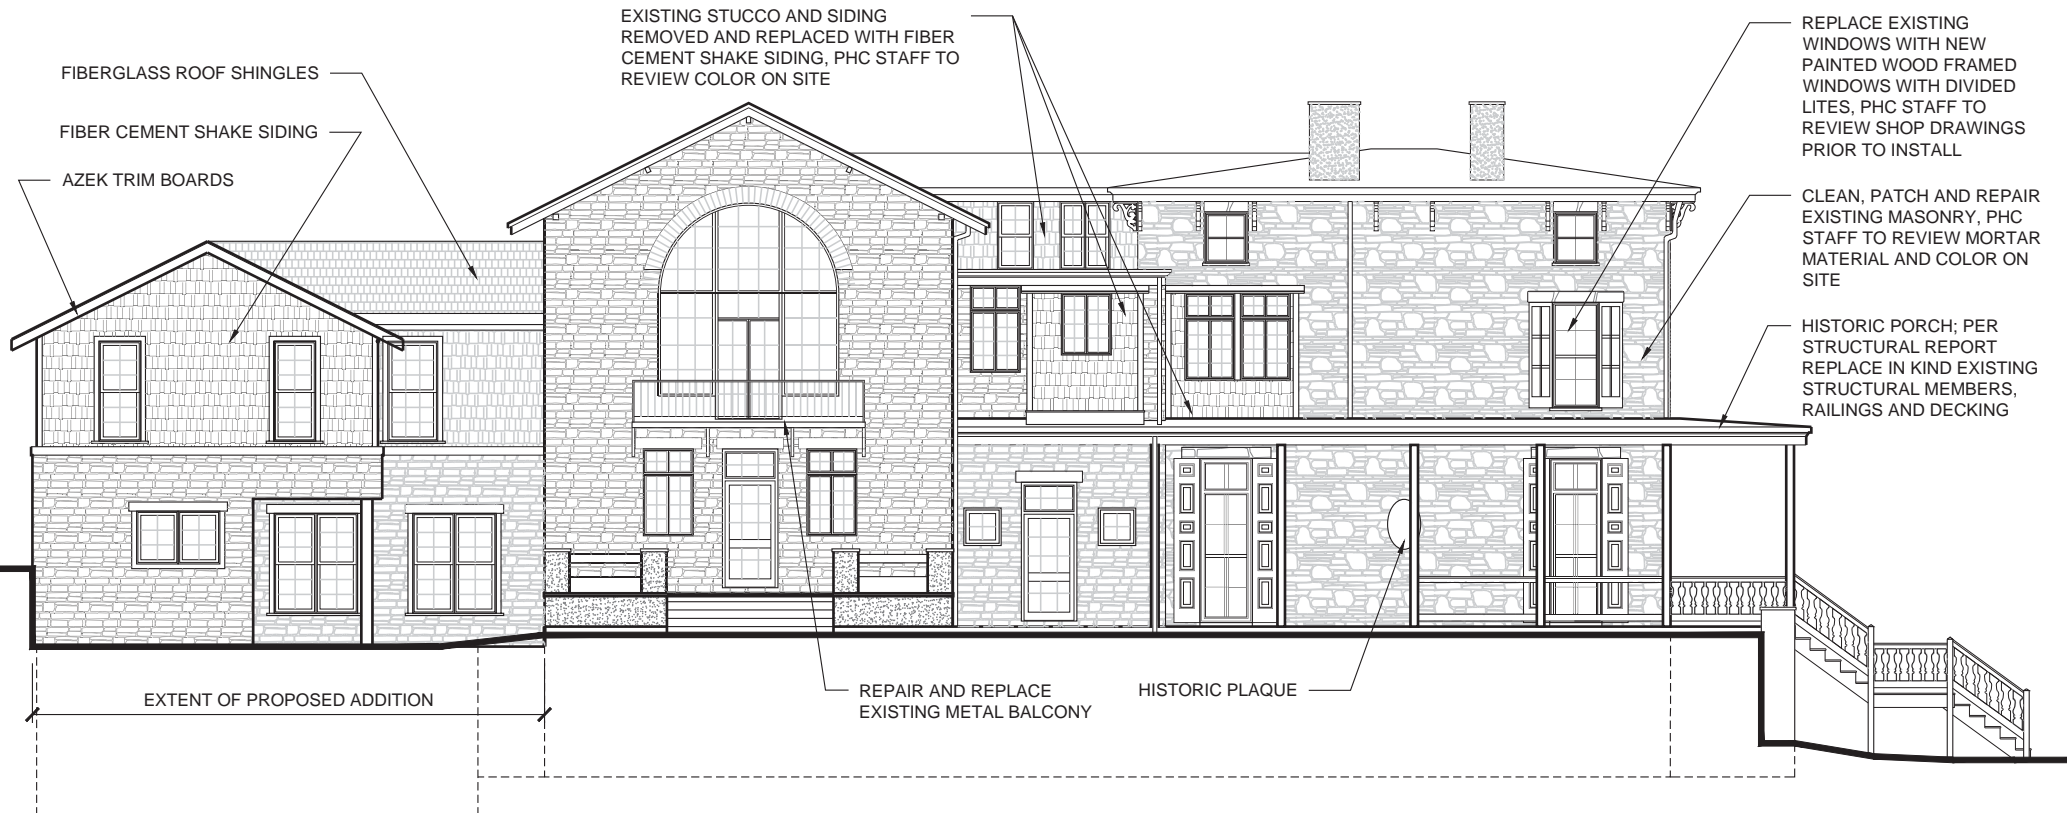 EXISTING STUCCO AND SIDING
REMOVED AND REPLACED WITH FIBER
CEMENT SHAKE SIDING, PHC STAFF TO
REVIEW COLOR ON SITE
REPLACE EXISTING
WINDOWS WITH NEW
PAINTED WOOD FRAMED
WINDOWS WITH DIVIDED
LITES, PHC STAFF TO
REVIEW SHOP DRAWINGS
PRIOR TO INSTALL
FIBERGLASS ROOF SHINGLES
FIBER CEMENT SHAKE SIDING
AZEK TRIM BOARDS
CLEAN, PATCH AND REPAIR
EXISTING MASONRY, PHC
STAFF TO REVIEW MORTAR
MATERIAL AND COLOR ON
SITE
HISTORIC PORCH; PER
STRUCTURAL REPORT
REPLACE IN KIND EXISTING
STRUCTURAL MEMBERS,
RAILINGS AND DECKING
EXTENT OF PROPOSED ADDITION
REPAIR AND REPLACE
EXISTING METAL BALCONY
HISTORIC PLAQUE